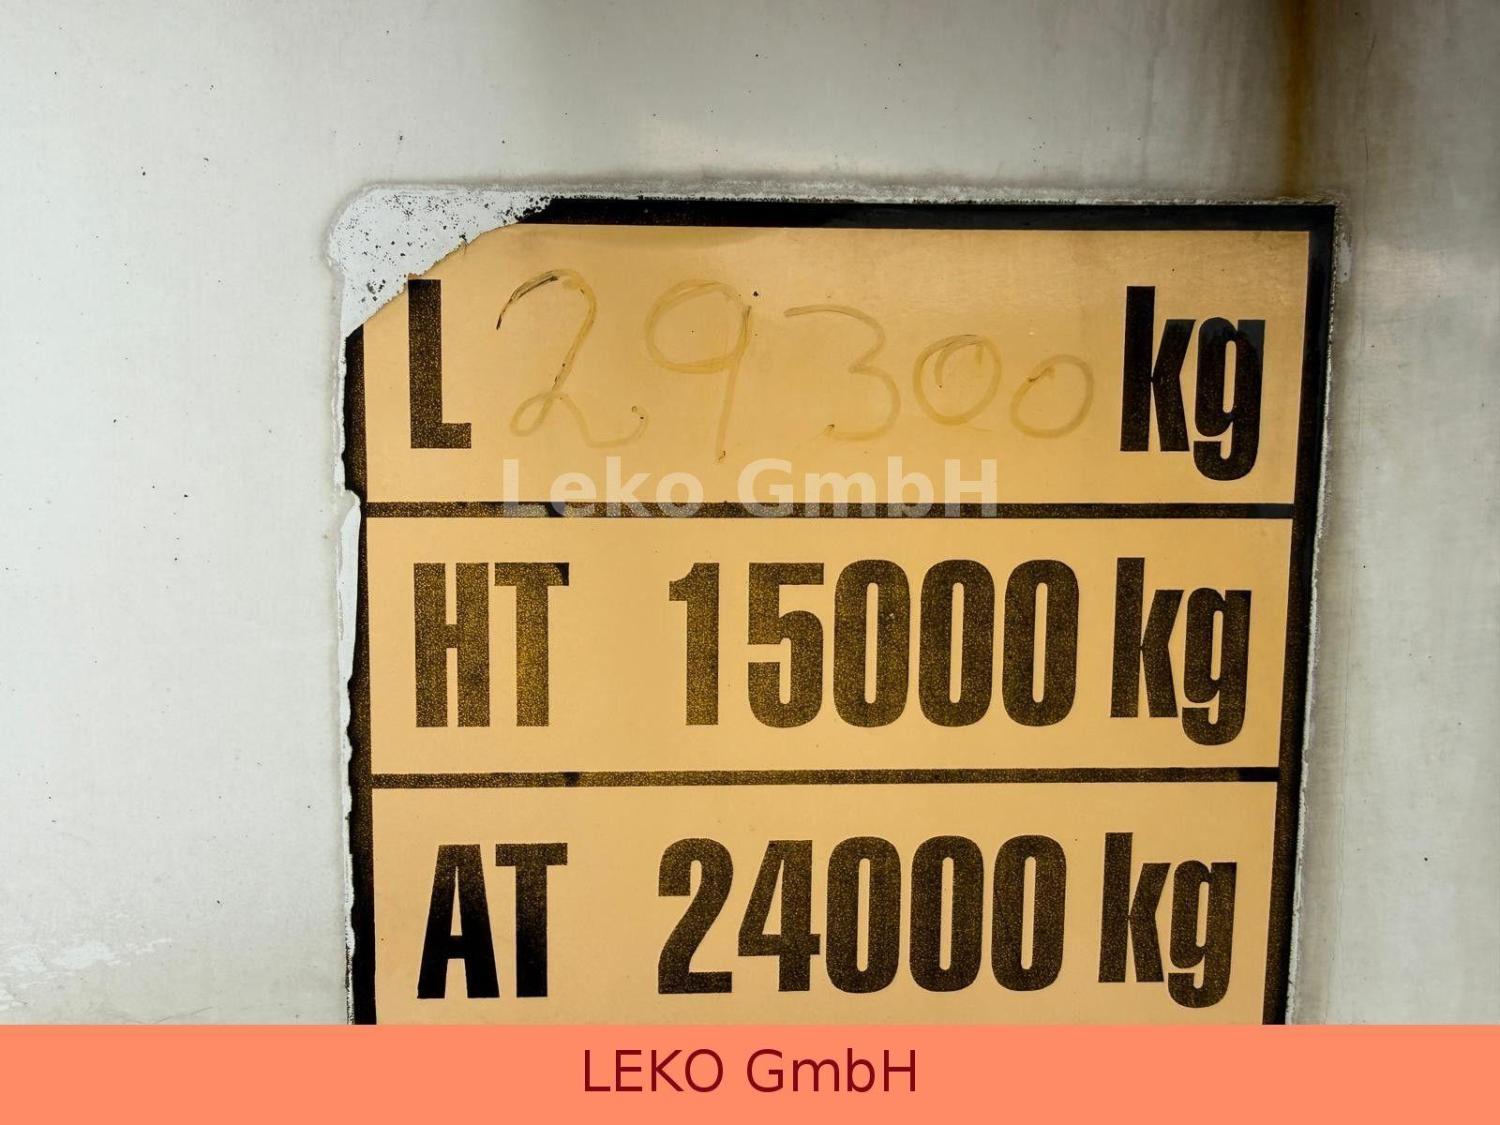 L 29300 kg
Leko GmbH
HT 15000 kg
AT 24000 kg
LEKO GmbH